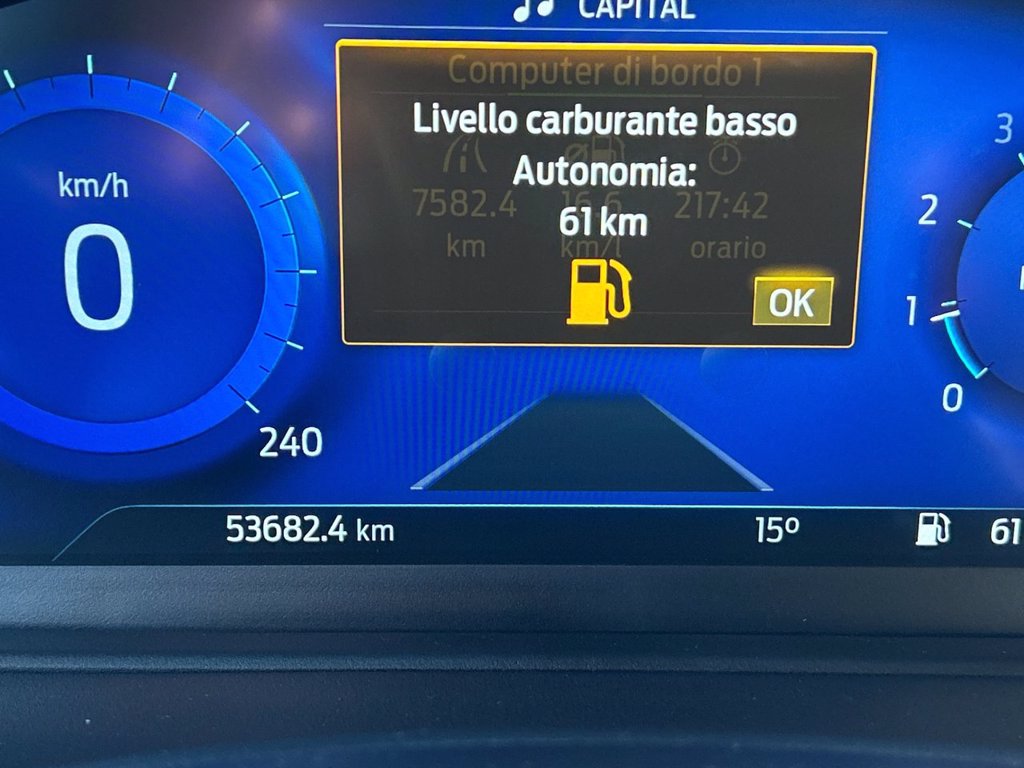 CAPITAL
Computer di bordo 1
Livello carburante basso
Autonomia:
7582.4 16.6 217:42
61 km
km km/l orario
OK
km/h
0
240
3
2
1
0
53682.4 km 15º 61